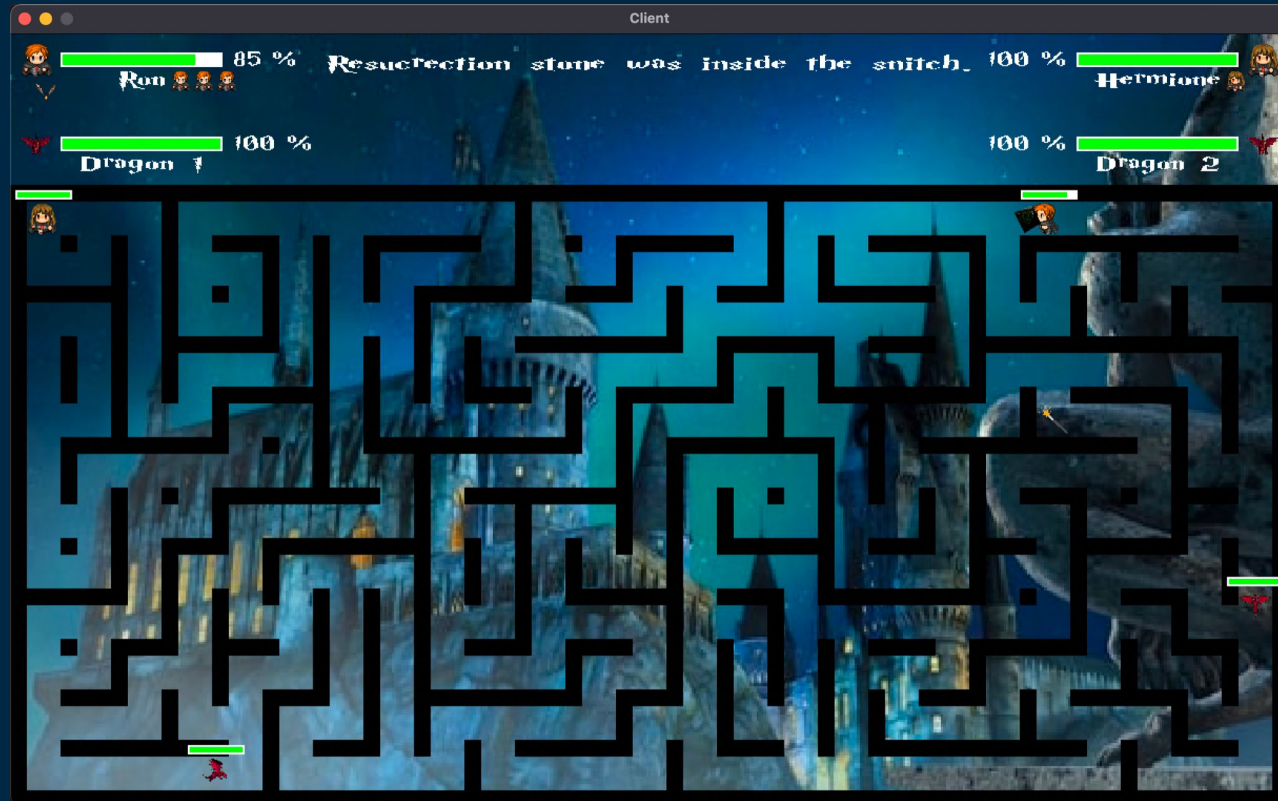 Client
85 %
Resucrection stone was inside the snitch.
100 %
Ron
Hermione
100 %
100 %
Dragon 1
Dragon 2